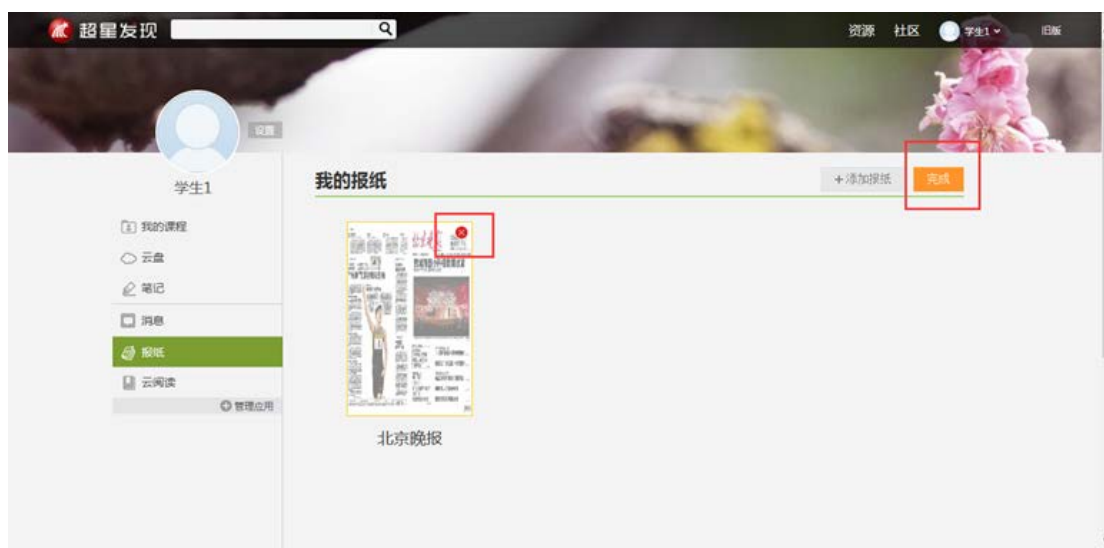 超星发现
资源 社区 学生1 旧版
设置
学生1
我的报纸
+添加报纸 完成
我的课程
云盘
笔记
消息
报纸
云阅读
管理应用
北京晚报